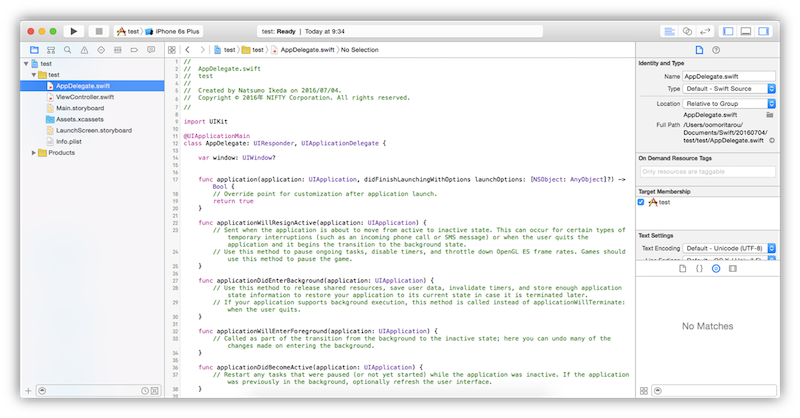 test
iPhone 6s Plus
test: Ready | Today at 9:34
test
test
AppDelegate.swift
No Selection
test
test
AppDelegate.swift
ViewController.swift
Main.storyboard
Assets.xcassets
LaunchScreen.storyboard
Info.plist
Products
1 //
2 // AppDelegate.swift
3 // test
4 //
5 // Created by Natsumo Ikeda on 2016/07/04.
6 // Copyright © 2016年 NIFTY Corporation. All rights reserved.
7 //
8
9 import UIKit
10
11 @UIApplicationMain
12 class AppDelegate: UIResponder, UIApplicationDelegate {
13
14 var window: UIWindow?
15
16
17 func application(application: UIApplication, didFinishLaunchingWithOptions launchOptions: [NSObject: AnyObject]?) ->
Bool {
18 // Override point for customization after application launch.
19 return true
20 }
21
22 func applicationWillResignActive(application: UIApplication) {
23 // Sent when the application is about to move from active to inactive state. This can occur for certain types of
temporary interruptions (such as an incoming phone call or SMS message) or when the user quits the
application and it begins the transition to the background state.
24 // Use this method to pause ongoing tasks, disable timers, and throttle down OpenGL ES frame rates. Games should
use this method to pause the game.
25 }
26
27 func applicationDidEnterBackground(application: UIApplication) {
28 // Use this method to release shared resources, save user data, invalidate timers, and store enough application
state information to restore your application to its current state in case it is terminated later.
29 // If your application supports background execution, this method is called instead of applicationWillTerminate:
when the user quits.
30 }
31
32 func applicationWillEnterForeground(application: UIApplication) {
33 // Called as part of the transition from the background to the inactive state; here you can undo many of the
changes made on entering the background.
34 }
35
36 func applicationDidBecomeActive(application: UIApplication) {
37 // Restart any tasks that were paused (or not yet started) while the application was inactive. If the application
was previously in the background, optionally refresh the user interface.
38 }
Identity and Type
Name AppDelegate.swift
Type Default - Swift Source
Location Relative to Group
AppDelegate.swift
Full Path /Users/oomoritarou/
Documents/Swift/20160704/
test/test/AppDelegate.swift
On Demand Resource Tags
Only resources are taggable
Target Membership
test
Text Settings
Text Encoding Default - Unicode (UTF-8)
No Matches